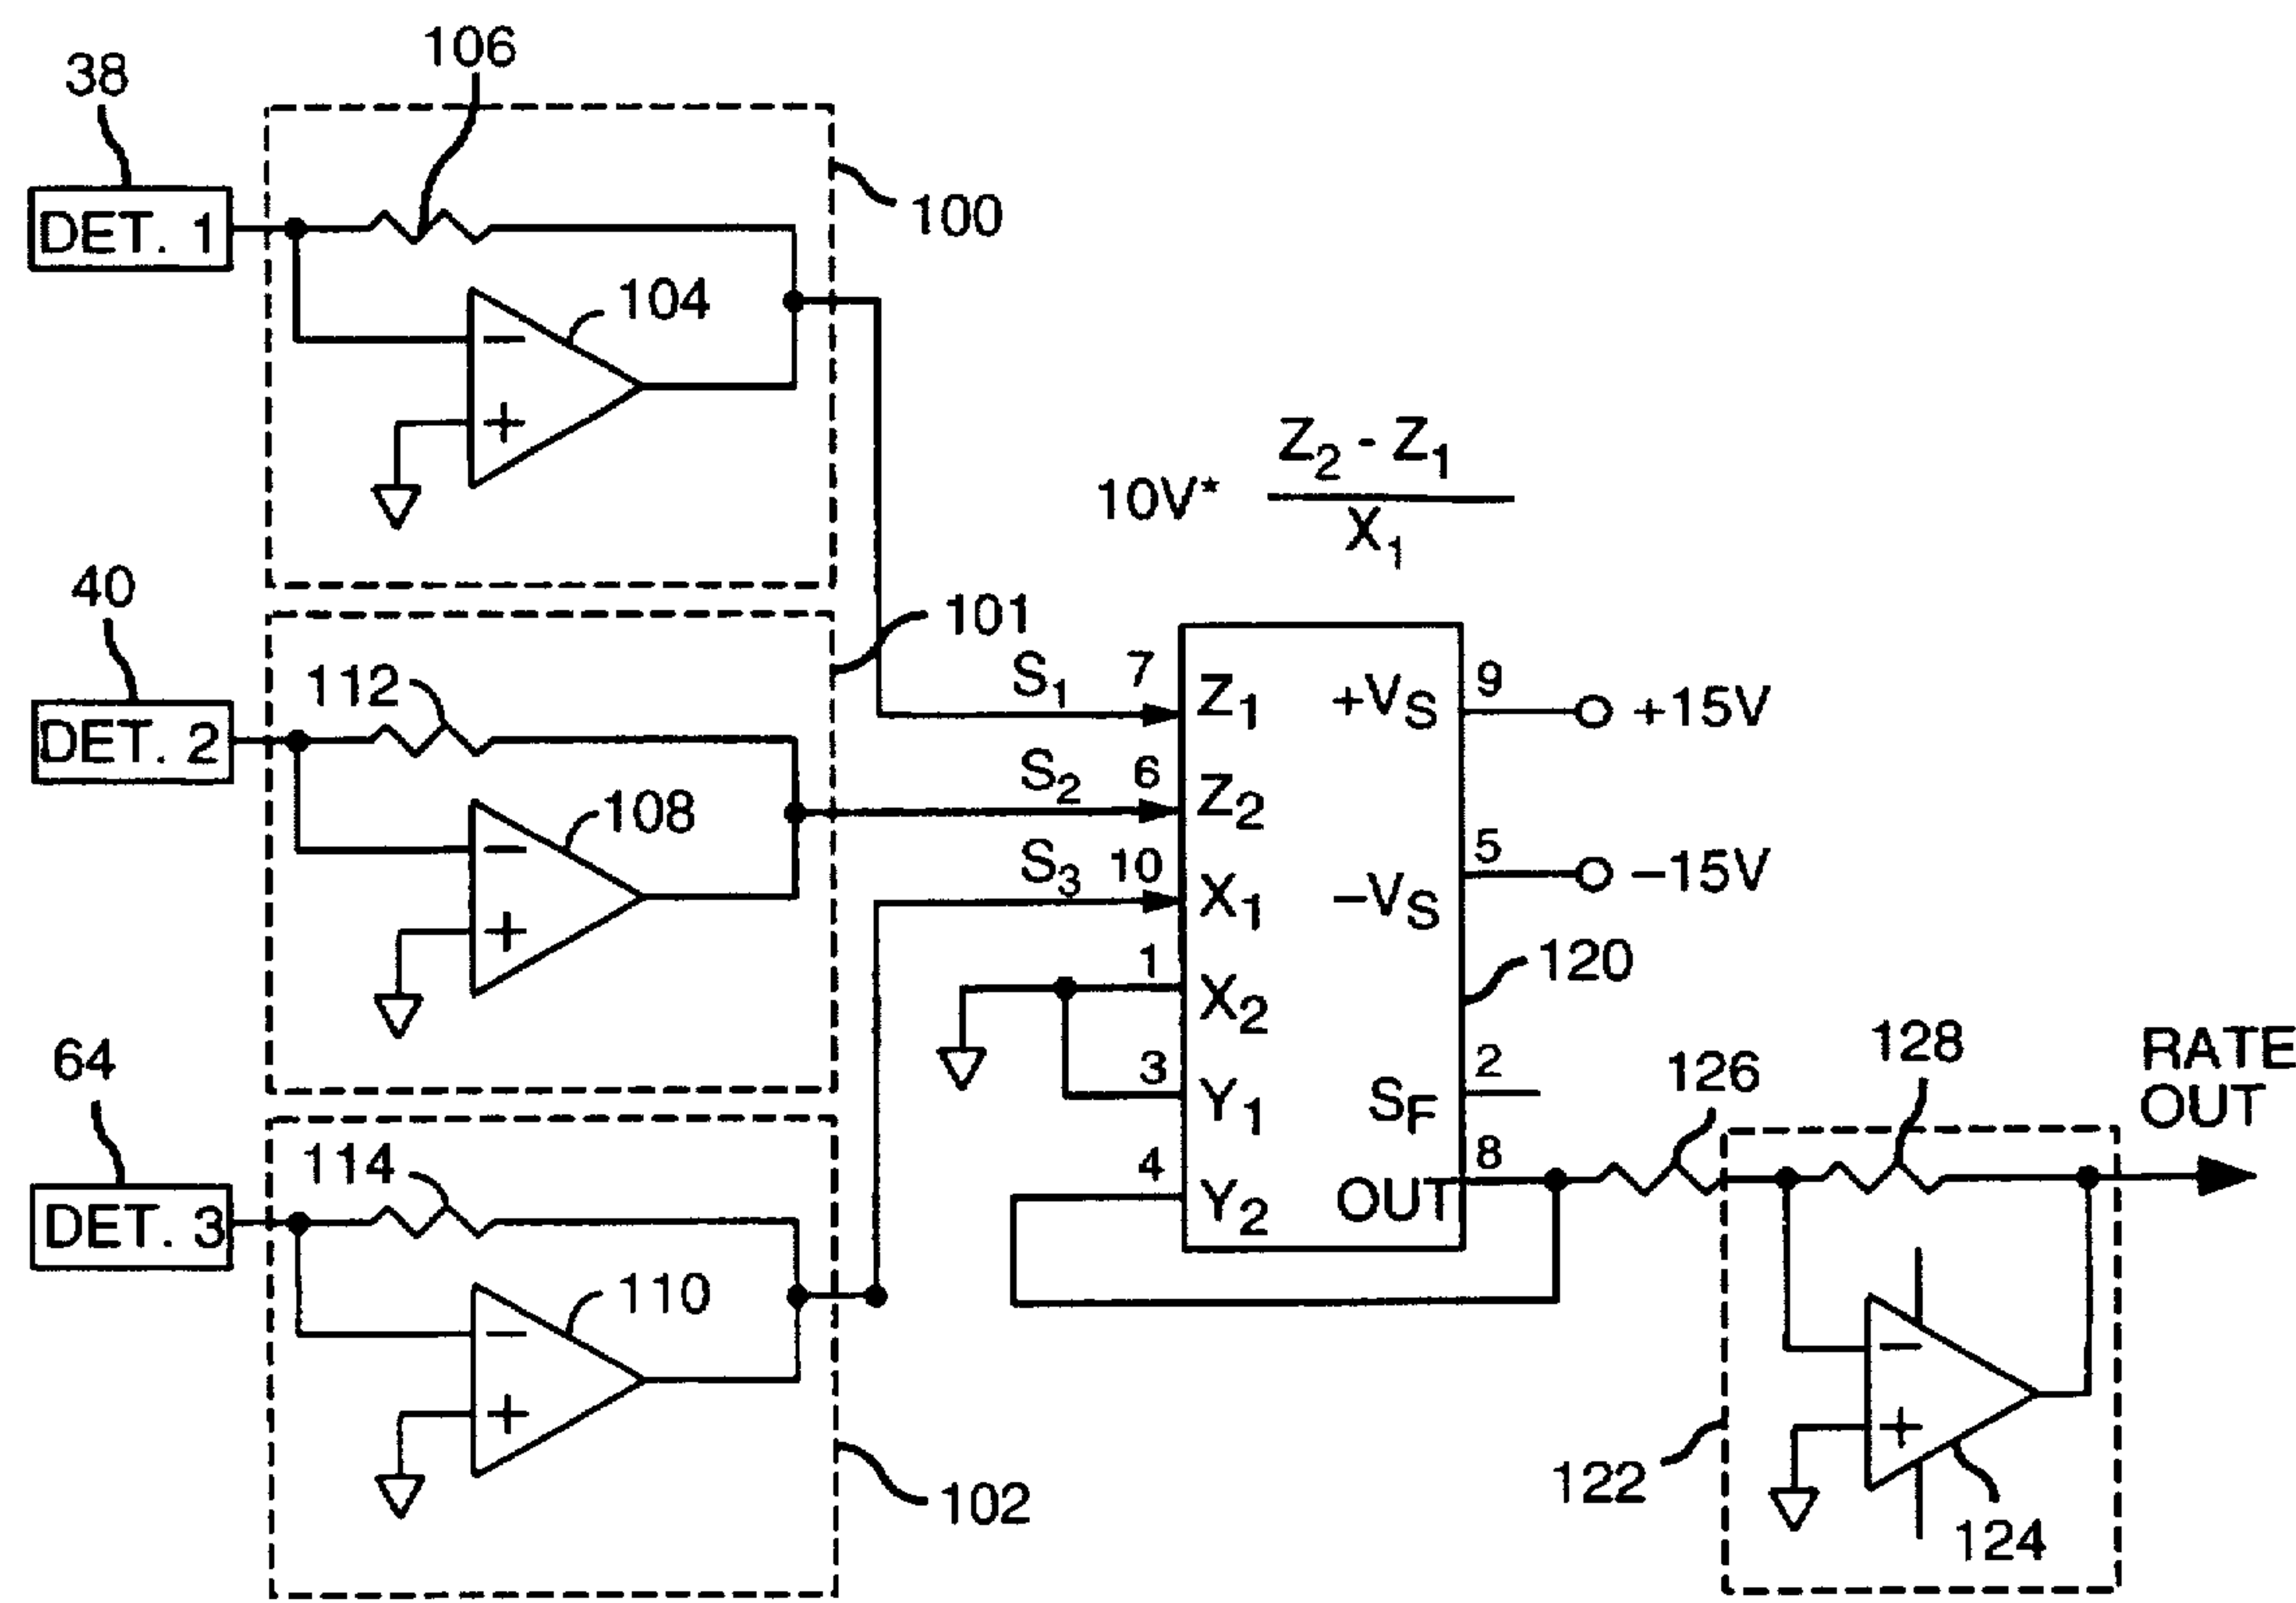 106
38
100
DET. 1
104
−
+
10V* Z2 - Z1
X1
40
101
112
DET. 2
108
−
+
S1 7 Z1
S2 6 Z2
S3 10 X1
1 X2
3 Y1
4 Y2
+VS 9 +15V
−VS 5 −15V
120
SF 2
OUT 8
64
114
DET. 3
110
−
+
102
126
128
RATE
OUT
−
+
122
124